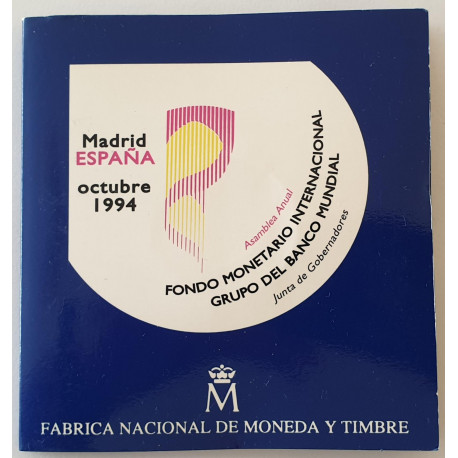 Madrid
ESPAÑA
octubre
1994
Asamblea Anual
FONDO MONETARIO INTERNACIONAL
GRUPO DEL BANCO MUNDIAL
Junta de Gobernadores
M
FABRICA NACIONAL DE MONEDA Y TIMBRE